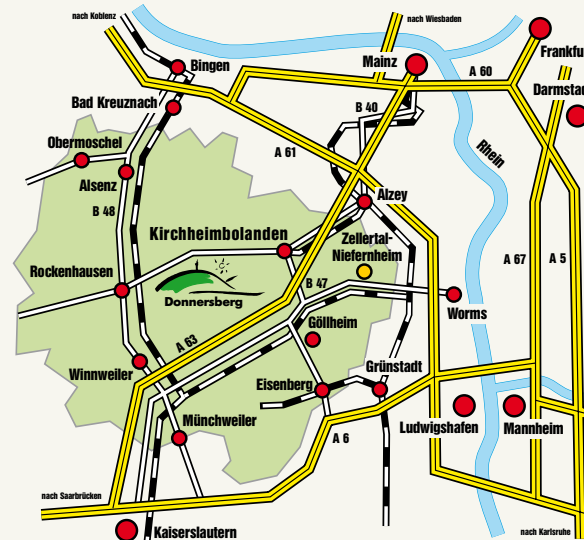 nach Koblenz
nach Wiesbaden
Mainz
Frankfu
Bingen
A 60
Darmstad
Bad Kreuznach
B 40
Obermoschel
A 61
Rhein
Alsenz
Alzey
B 48
Kirchheimbolanden
Zellertal-
Niefernheim
A 67
A 5
Rockenhausen
B 47
Donnersberg
Worms
Göllheim
A 63
Winnweiler
Grünstadt
Eisenberg
Münchweiler
Ludwigshafen
Mannheim
A 6
nach Saarbrücken
Kaiserslautern
nach Karlsruhe